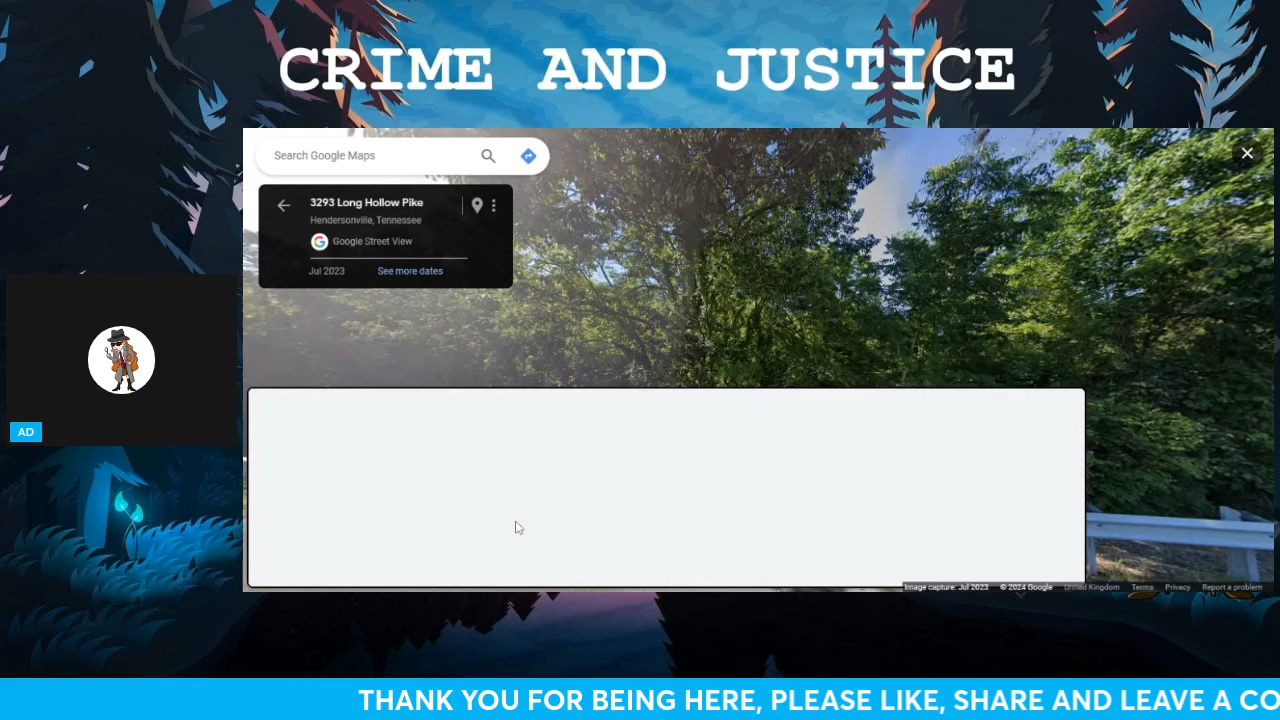 CRIME AND JUSTICE
Search Google Maps
3293 Long Hollow Pike
Hendersonville, Tennessee
Google Street View
Jul 2023 See more dates
AD
Image capture: Jul 2023 © 2024 Google United Kingdom Terms Privacy Report a problem
THANK YOU FOR BEING HERE, PLEASE LIKE, SHARE AND LEAVE A CO